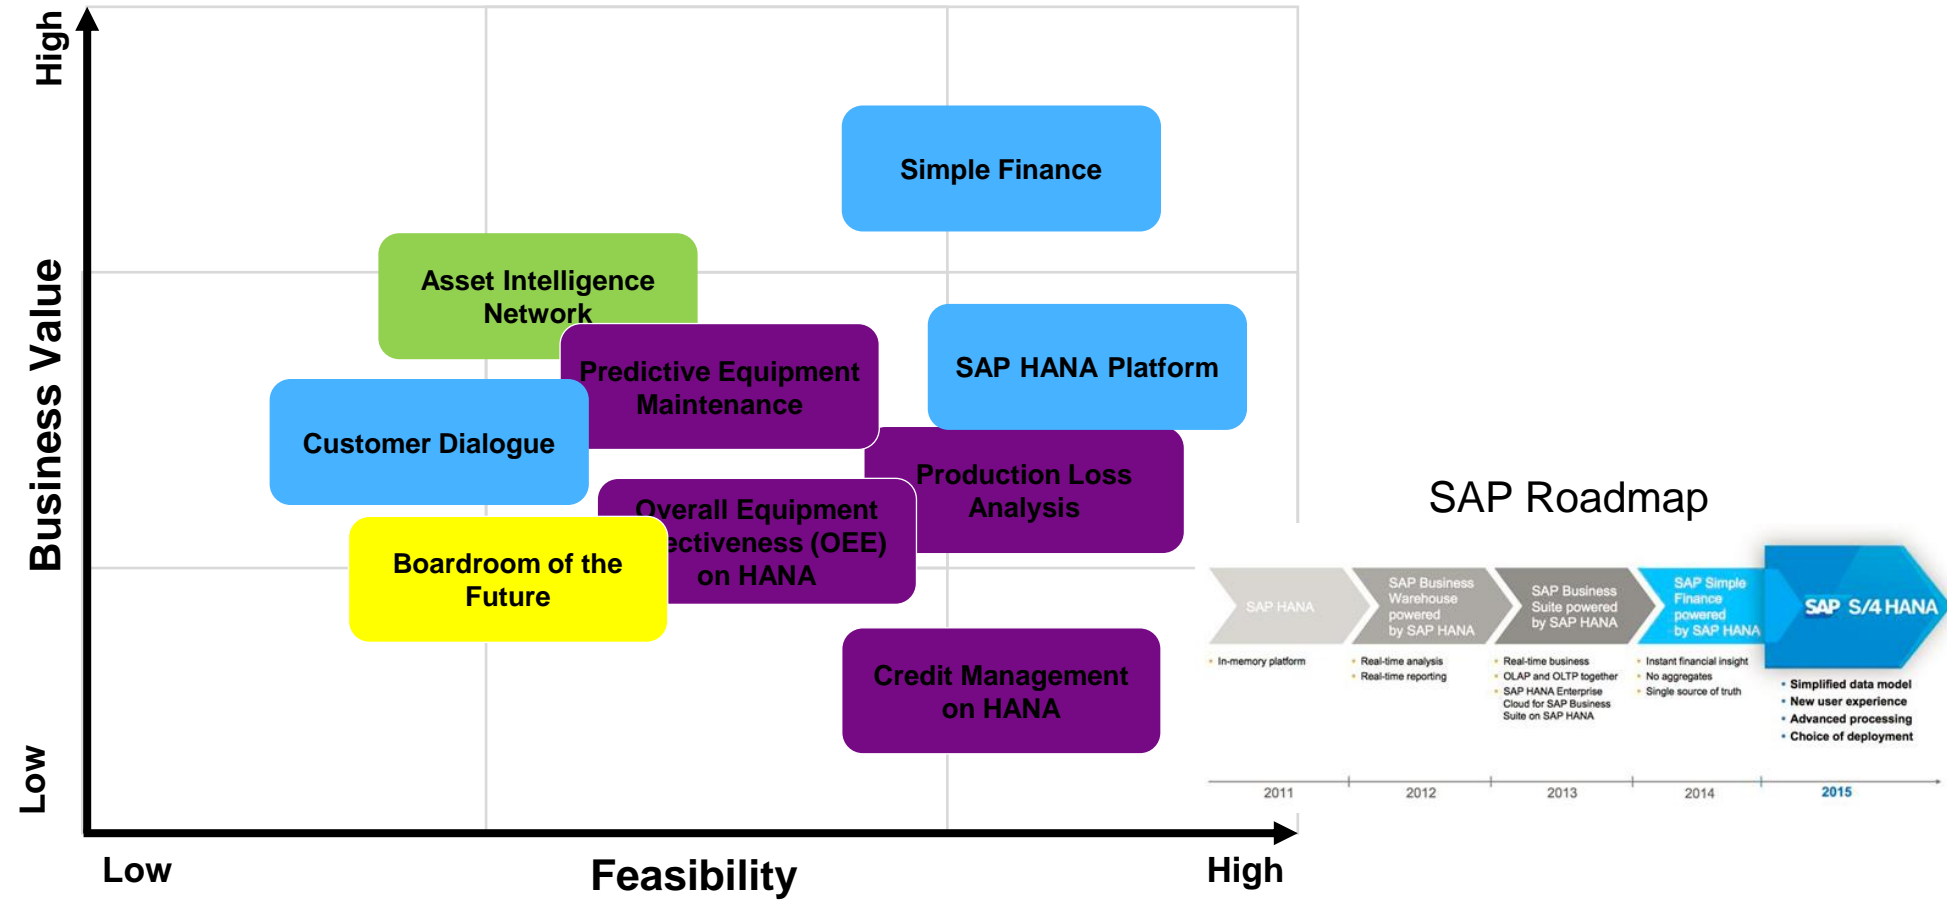 High
Business Value
Low
Simple Finance
Asset Intelligence
Network
Predictive Equipment
Maintenance
SAP HANA Platform
Customer Dialogue
Production Loss
Analysis
Overall Equipment
ectiveness (OEE)
on HANA
Boardroom of the
Future
Credit Management
on HANA
Low
Feasibility
High
SAP Roadmap
SAP HANA
• In-memory platform
SAP Business
Warehouse
powered
by SAP HANA
• Real-time analysis
• Real-time reporting
SAP Business
Suite powered
by SAP HANA
• Real-time business
• OLAP and OLTP together
• SAP HANA Enterprise
Cloud for SAP Business
Suite on SAP HANA
SAP Simple
Finance
powered
by SAP HANA
• Instant financial insight
• No aggregates
• Single source of truth
SAP S/4HANA
• Simplified data model
• New user experience
• Advanced processing
• Choice of deployment
2011
2012
2013
2014
2015